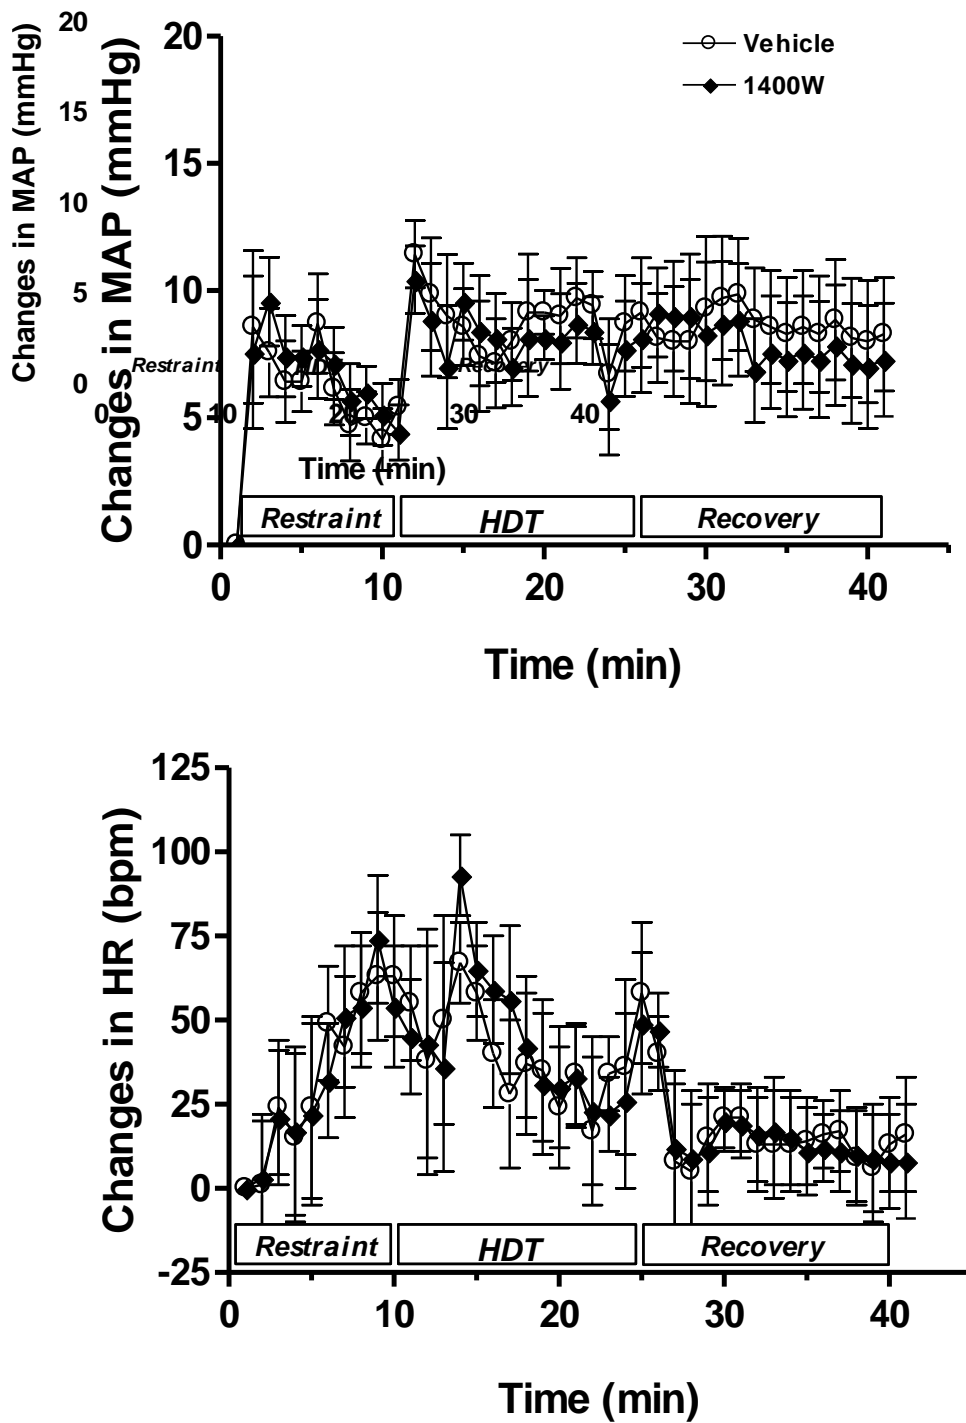 20
Changes in MAP (mmHg)
15
10
5
0
Restraint
HDT
Recovery
0
10
20
30
40
Time (min)
Changes in MAP (mmHg)
20
15
10
5
0
Vehicle
1400W
Restraint
HDT
Recovery
0
10
20
30
40
Time (min)
Changes in HR (bpm)
125
100
75
50
25
0
-25
Restraint
HDT
Recovery
0
10
20
30
40
Time (min)